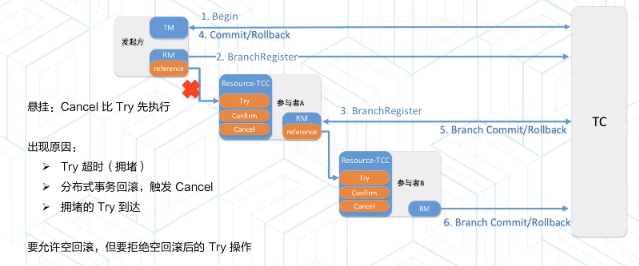 1. Begin
TM
4. Commit/Rollback
发起方
RM
2. BranchRegister
reference
Resource-TCC
Try
参与者A
悬挂：Cancel 比 Try 先执行
Confirm
RM
3. BranchRegister
TC
Cancel
reference
5. Branch Commit/Rollback
出现原因：
Resource-TCC
Try 超时（拥堵）
Try
参与者B
分布式事务回滚，触发 Cancel
Confirm
拥堵的 Try 到达
Cancel
RM
6. Branch Commit/Rollback
要允许空回滚，但要拒绝空回滚后的 Try 操作